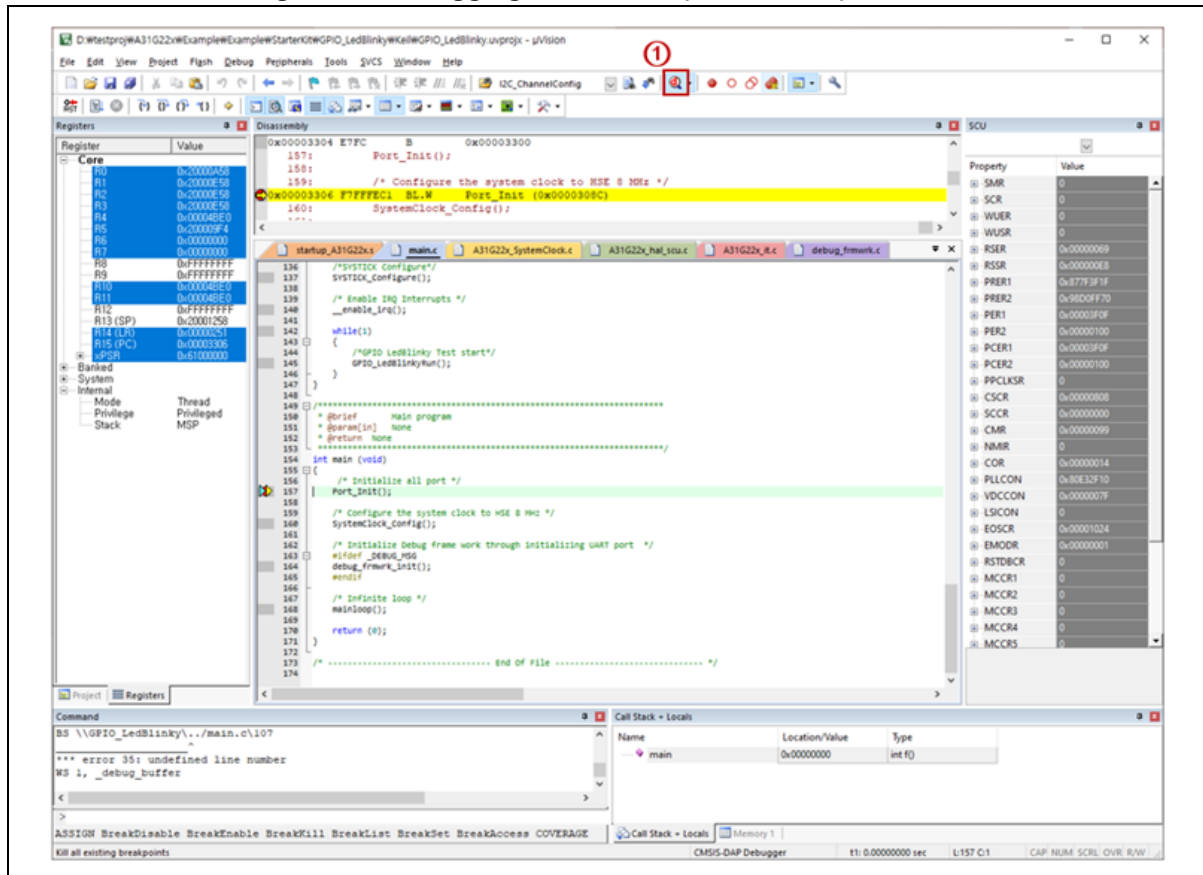 D:₩testproj₩A31G22x₩Example₩Example₩StarterKit₩GPIO_LedBlinky₩Keil₩GPIO_LedBlinky.uvprojx - µVision
①
File Edit View Project Flash Debug Peripherals Tools SVCS Window Help
I2C_ChannelConfig
Registers
Register Value
Core
R0 0x20000A58
R1 0x20000E58
R2 0x20000E58
R3 0x20000E58
R4 0x00004BE0
R5 0x200009F4
R6 0x00000000
R7 0x00000000
R8 0xFFFFFFFF
R9 0xFFFFFFFF
R10 0x00004BE0
R11 0x00004BE0
R12 0xFFFFFFFF
R13 (SP) 0x20001258
R14 (LR) 0x00000251
R15 (PC) 0x00003306
xPSR 0x61000000
Banked
System
Internal
Mode Thread
Privilege Privileged
Stack MSP
Project Registers
Disassembly
0x00003304 E7FC B 0x00003300
157: Port_Init();
158:
159: /* Configure the system clock to HSE 8 MHz */
0x00003306 F7FFFEC1 BL.W Port_Init (0x0000308C)
160: SystemClock_Config();
startup_A31G22x.s main.c A31G22x_SystemClock.c A31G22x_hal_scu.c A31G22x_it.c debug_frmwrk.c
136 /*SYSTICK Configure*/
137 SYSTICK_Configure();
138
139 /* Enable IRQ Interrupts */
140 __enable_irq();
141
142 while(1)
143 {
144 /*GPIO LedBlinky Test start*/
145 GPIO_LedBlinkyRun();
146 }
147 }
148
149 /**********************************************************************
150 * @brief Main program
151 * @param[in] None
152 * @return None
153 **********************************************************************/
154 int main (void)
155 {
156 /* Initialize all port */
157 Port_Init();
158
159 /* Configure the system clock to HSE 8 MHz */
160 SystemClock_Config();
161
162 /* Initialize Debug frame work through initializing UART port */
163 #ifdef _DEBUG_MSG
164 debug_frmwrk_init();
165 #endif
166
167 /* Infinite loop */
168 mainloop();
169
170 return (0);
171 }
172
173 /* --------------------------------- End Of File ------------------------------ */
174
SCU
Property Value
SMR 0
SCR 0
WUER 0
WUSR 0
RSER 0x00000069
RSSR 0x000000E8
PRER1 0x877F3F1F
PRER2 0x98D0FF70
PER1 0x00003F0F
PER2 0x00000100
PCER1 0x00003F0F
PCER2 0x00000100
PPCLKSR 0
CSCR 0x00000808
SCCR 0x00000000
CMR 0x00000099
NMIR 0
COR 0x00000014
PLLCON 0x80E32F10
VDCCON 0x0000007F
LSICON 0
EOSCR 0x00001024
EMODR 0x00000001
RSTDBCR 0
MCCR1 0
MCCR2 0
MCCR3 0
MCCR4 0
MCCR5 0
Command
BS \\GPIO_LedBlinky\../main.c\107
^
*** error 35: undefined line number
WS 1, _debug_buffer
>
ASSIGN BreakDisable BreakEnable BreakKill BreakList BreakSet BreakAccess COVERAGE
Call Stack + Locals
Name Location/Value Type
main 0x00000000 int f()
Call Stack + Locals Memory 1
Kill all existing breakpoints CMSIS-DAP Debugger t1: 0.00000000 sec L:157 C:1 CAP NUM SCRL OVR R/W